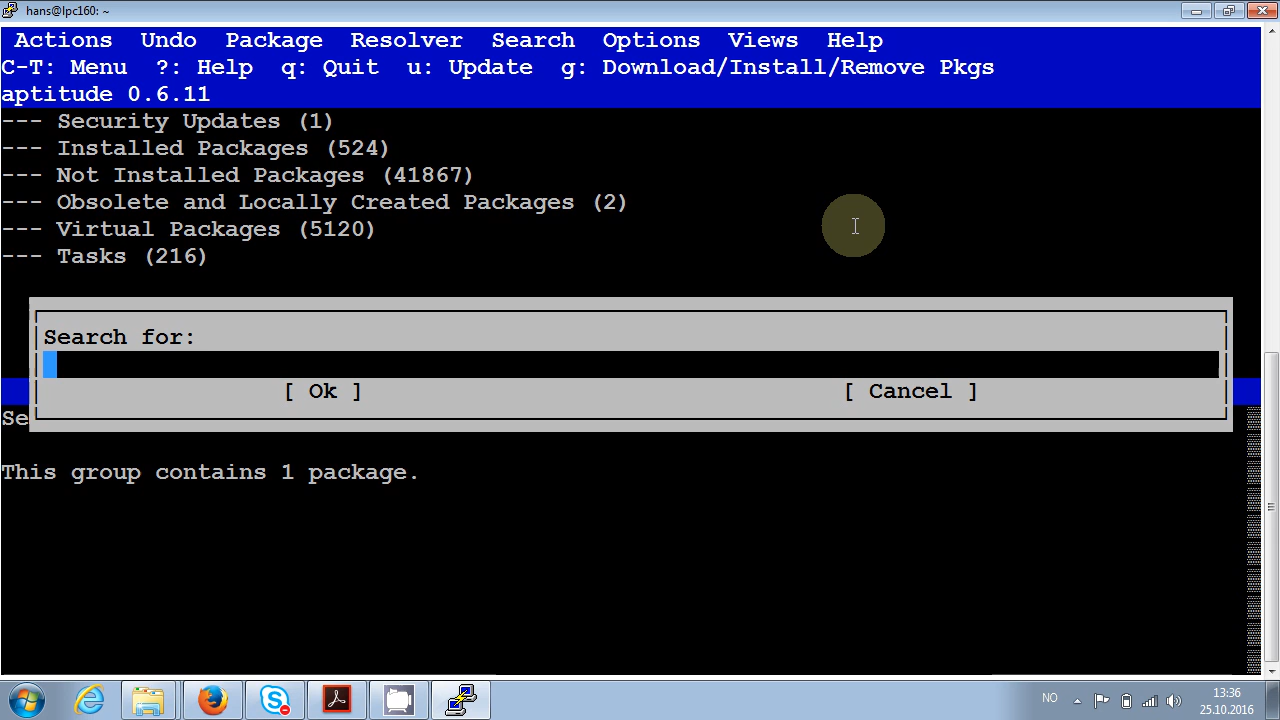 hans@lpc160: ~
Actions Undo Package Resolver Search Options Views Help
C-T: Menu ?: Help q: Quit u: Update g: Download/Install/Remove Pkgs
aptitude 0.6.11
--- Security Updates (1)
--- Installed Packages (524)
--- Not Installed Packages (41867)
--- Obsolete and Locally Created Packages (2)
--- Virtual Packages (5120)
--- Tasks (216)
Search for:
[ Ok ] [ Cancel ]
Se
This group contains 1 package.
NO
13:36
25.10.2016